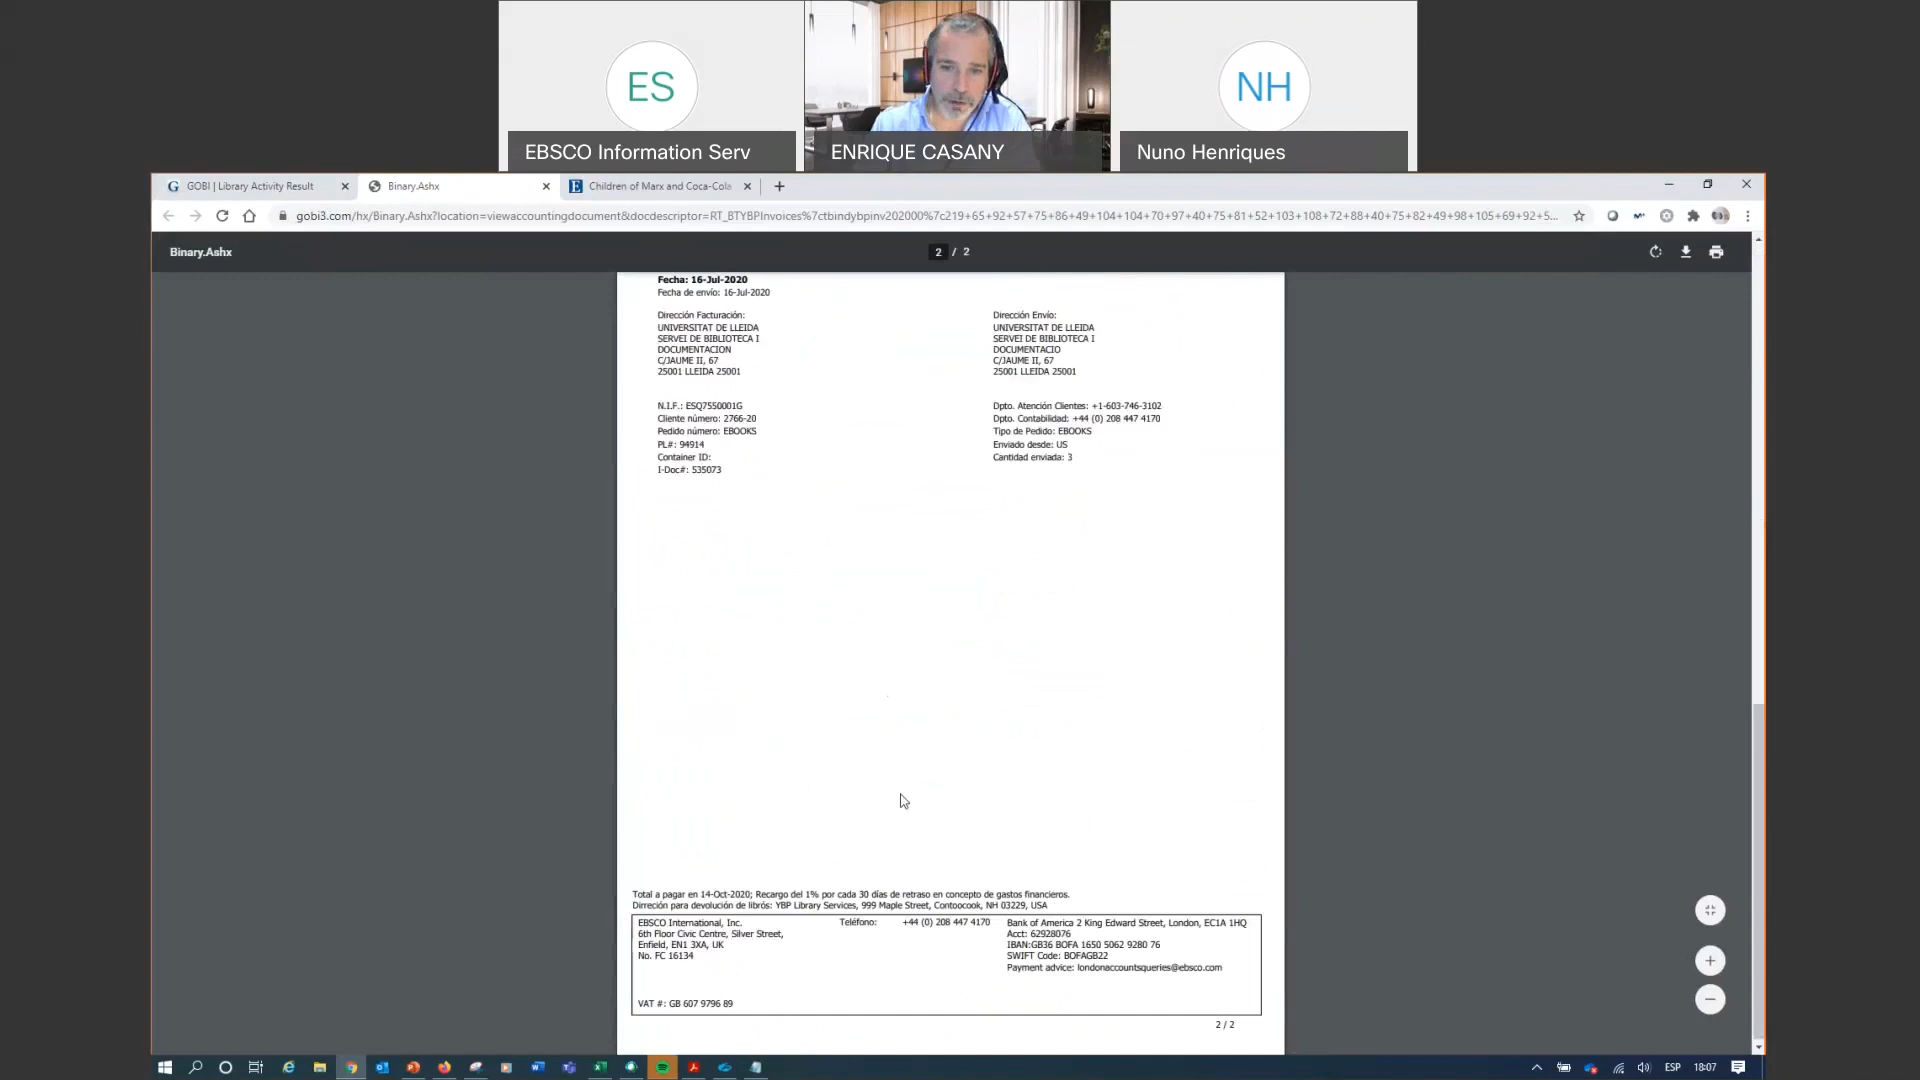 ES
NH
EBSCO Information Serv
ENRIQUE CASANY
Nuno Henriques
GOBI | Library Activity Result
Binary.Ashx
Children of Marx and Coca-Cola
gobi3.com/hx/Binary.Ashx?location=viewaccountingdocument&docdescriptor=RT_BTYBPInvoices%7ctbindybpinv202000%7c219+65+92+57+75+86+49+104+104+70+97+40+75+81+52+103+108+72+88+40+75+82+49+98+105+69+92+5...
Binary.Ashx
2 / 2
Fecha: 16-Jul-2020
Fecha de envío: 16-Jul-2020
Dirección Facturación:
UNIVERSITAT DE LLEIDA
SERVEI DE BIBLIOTECA I
DOCUMENTACION
C/JAUME II, 67
25001 LLEIDA 25001
Dirección Envío:
UNIVERSITAT DE LLEIDA
SERVEI DE BIBLIOTECA I
DOCUMENTACIO
C/JAUME II, 67
25001 LLEIDA 25001
N.I.F.: ESQ7550001G
Cliente número: 2766-20
Pedido número: EBOOKS
PL#: 94914
Container ID:
I-Doc#: 535073
Dpto. Atención Clientes: +1-603-746-3102
Dpto. Contabilidad: +44 (0) 208 447 4170
Tipo de Pedido: EBOOKS
Enviado desde: US
Cantidad enviada: 3
Total a pagar en 14-Oct-2020; Recargo del 1% por cada 30 días de retraso en concepto de gastos financieros.
Dirreción para devolución de librós: YBP Library Services, 999 Maple Street, Contoocook, NH 03229, USA
EBSCO International, Inc.
6th Floor Civic Centre, Silver Street,
Enfield, EN1 3XA, UK
No. FC 16134
Teléfono: +44 (0) 208 447 4170
Bank of America 2 King Edward Street, London, EC1A 1HQ
Acct: 62928076
IBAN:GB36 BOFA 1650 5062 9280 76
SWIFT Code: BOFAGB22
Payment advice: londonaccountsqueries@ebsco.com
VAT #: GB 607 9796 89
2 / 2
ESP
18:07